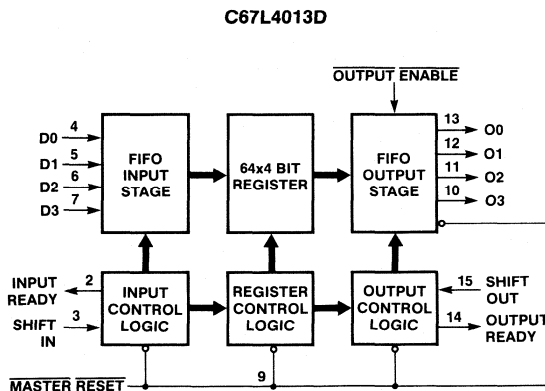 C67L4013D
OUTPUT ENABLE
D0 4
D1 5
D2 6
D3 7
FIFO
INPUT
STAGE
64x4 BIT
REGISTER
FIFO
OUTPUT
STAGE
13 O0
12 O1
11 O2
10 O3
INPUT
READY
2
SHIFT
IN
3
INPUT
CONTROL
LOGIC
REGISTER
CONTROL
LOGIC
OUTPUT
CONTROL
LOGIC
15 SHIFT
OUT
14 OUTPUT
READY
MASTER RESET
9